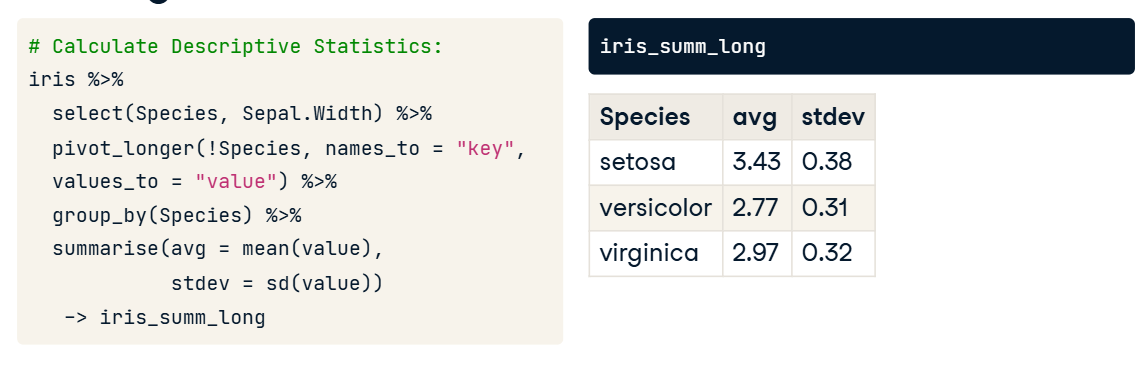 # Calculate Descriptive Statistics:
iris %>%
  select(Species, Sepal.Width) %>%
  pivot_longer(!Species, names_to = "key",
  values_to = "value") %>%
  group_by(Species) %>%
  summarise(avg = mean(value),
            stdev = sd(value))
   -> iris_summ_long
iris_summ_long
Species avg stdev
setosa 3.43 0.38
versicolor 2.77 0.31
virginica 2.97 0.32